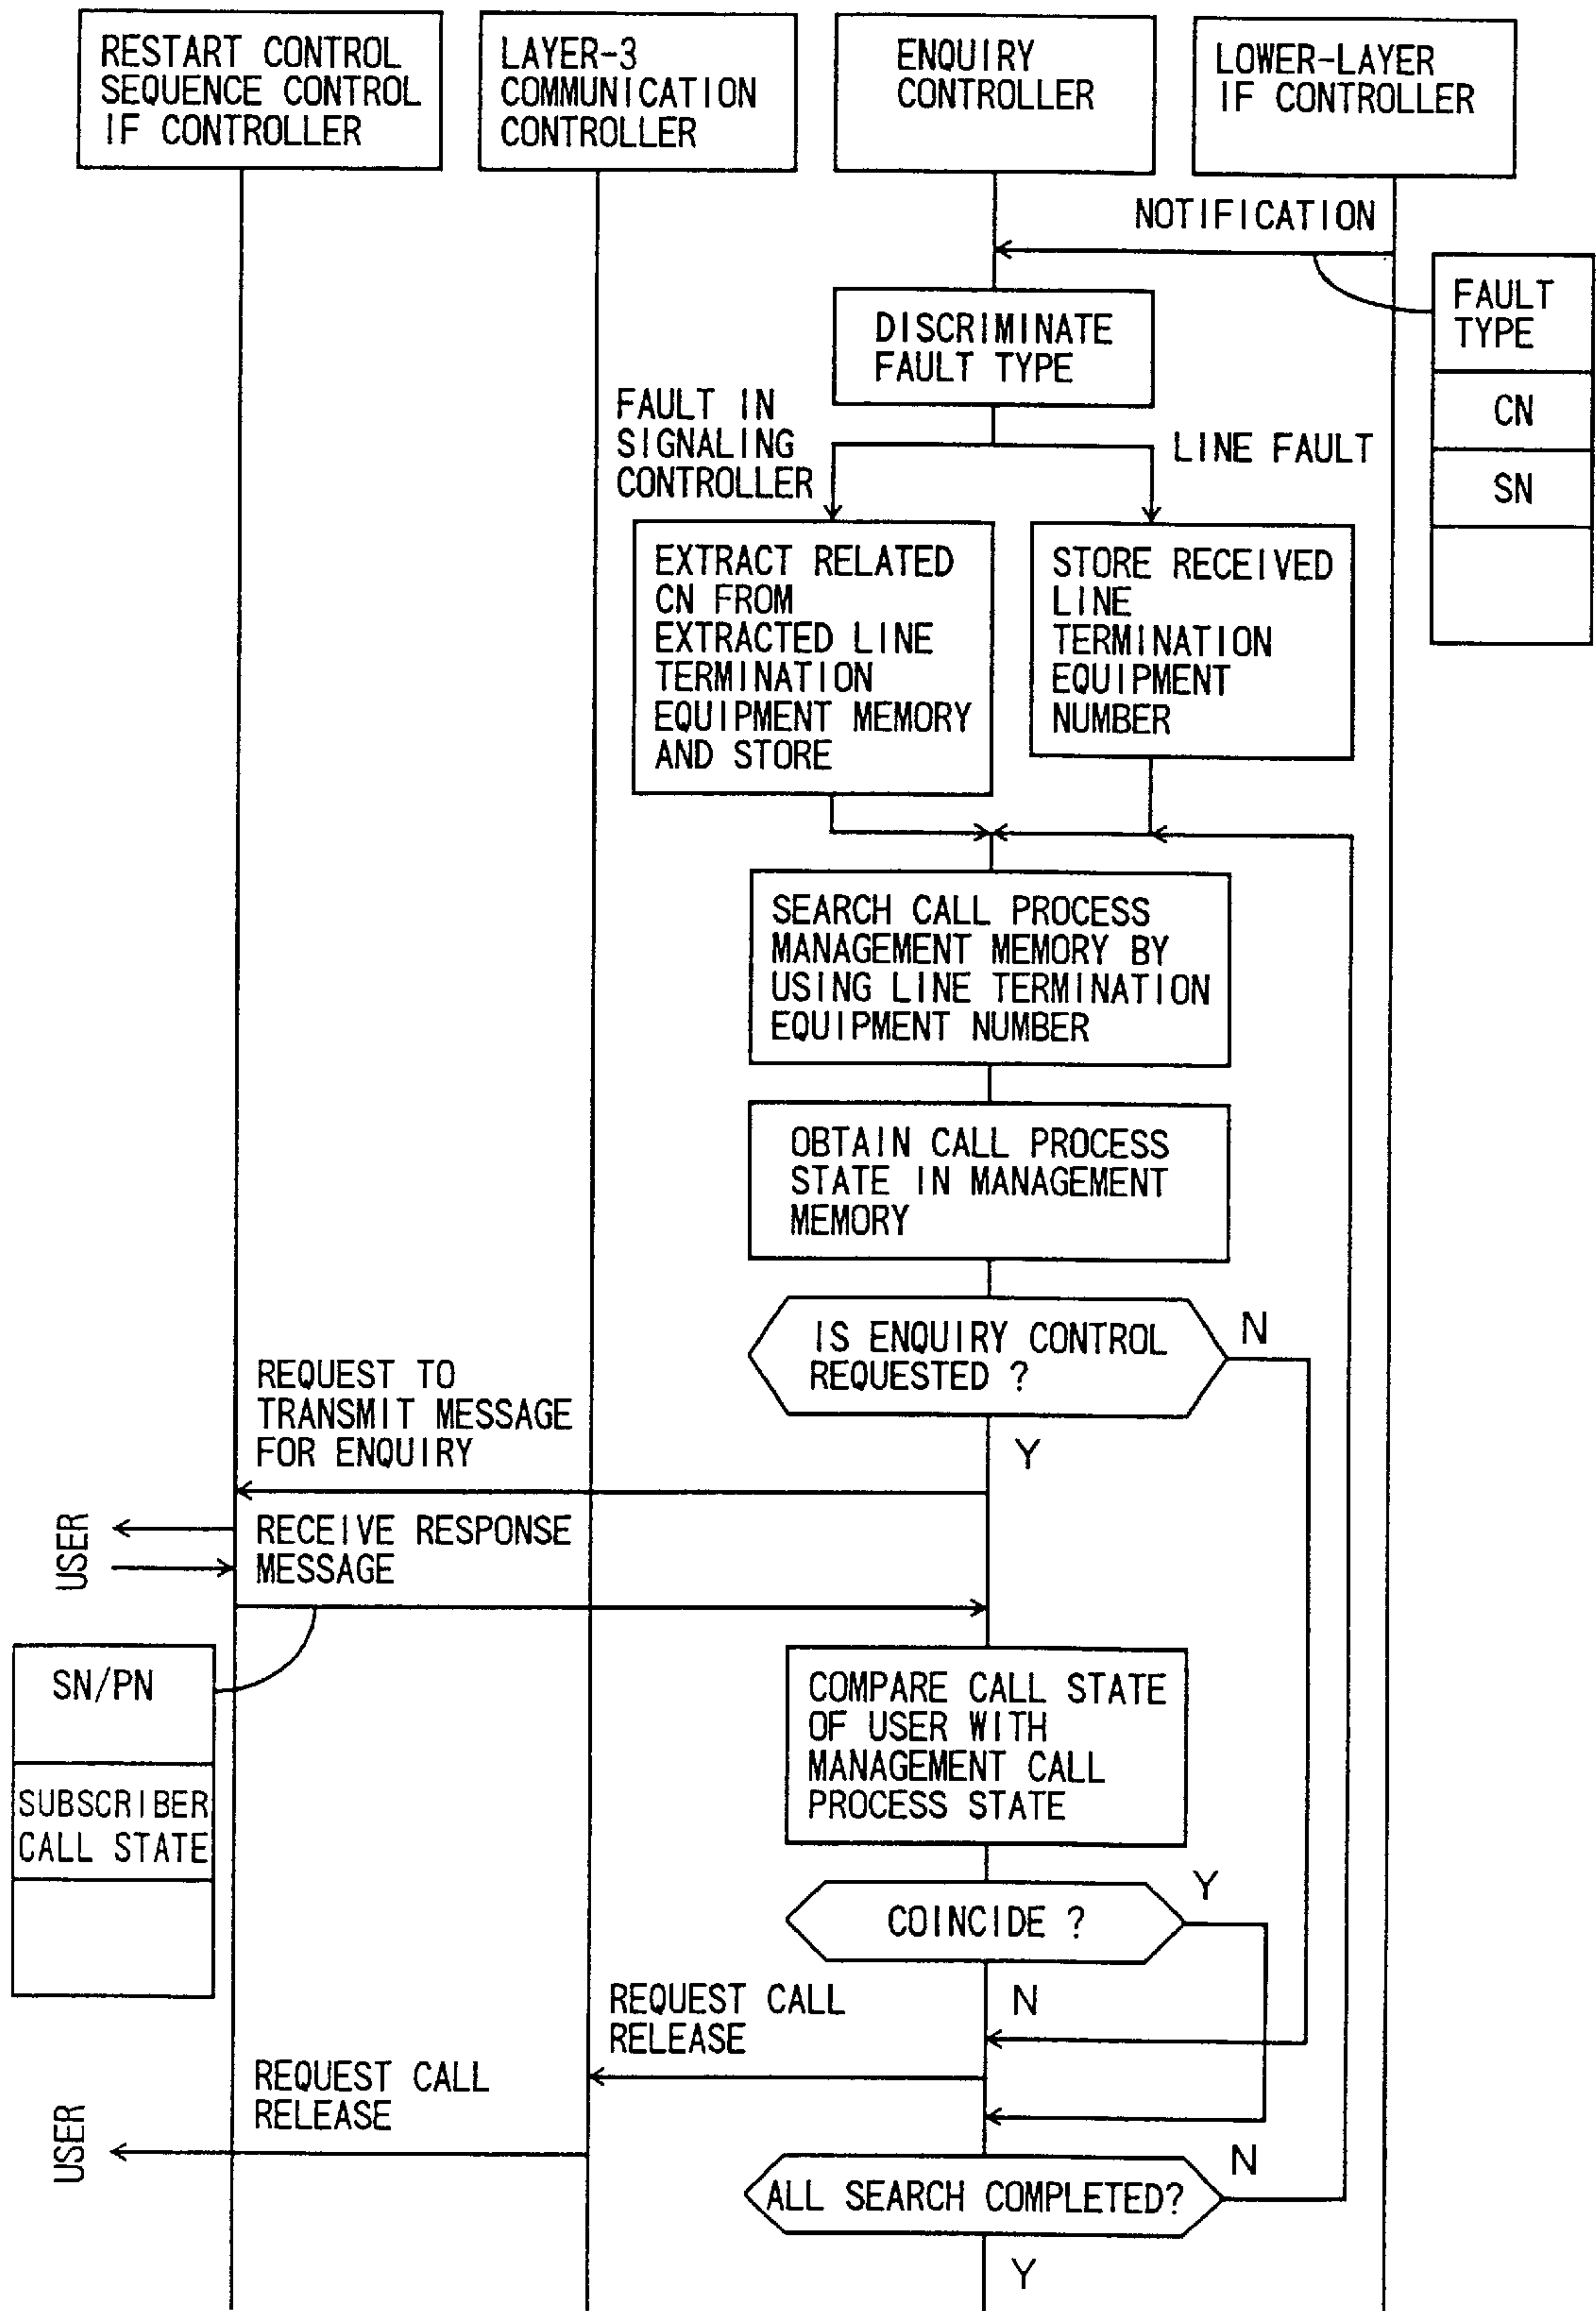 RESTART CONTROL
SEQUENCE CONTROL
IF CONTROLLER
LAYER-3
COMMUNICATION
CONTROLLER
ENQUIRY
CONTROLLER
LOWER-LAYER
IF CONTROLLER
NOTIFICATION
FAULT
TYPE
CN
SN
DISCRIMINATE
FAULT TYPE
FAULT IN
SIGNALING
CONTROLLER
LINE FAULT
EXTRACT RELATED
CN FROM
EXTRACTED LINE
TERMINATION
EQUIPMENT MEMORY
AND STORE
STORE RECEIVED
LINE
TERMINATION
EQUIPMENT
NUMBER
SEARCH CALL PROCESS
MANAGEMENT MEMORY BY
USING LINE TERMINATION
EQUIPMENT NUMBER
OBTAIN CALL PROCESS
STATE IN MANAGEMENT
MEMORY
IS ENQUIRY CONTROL
REQUESTED ?
N
Y
REQUEST TO
TRANSMIT MESSAGE
FOR ENQUIRY
USER
RECEIVE RESPONSE
MESSAGE
SN/PN
SUBSCRIBER
CALL STATE
COMPARE CALL STATE
OF USER WITH
MANAGEMENT CALL
PROCESS STATE
COINCIDE ?
Y
N
REQUEST CALL
RELEASE
REQUEST CALL
RELEASE
USER
ALL SEARCH COMPLETED?
N
Y